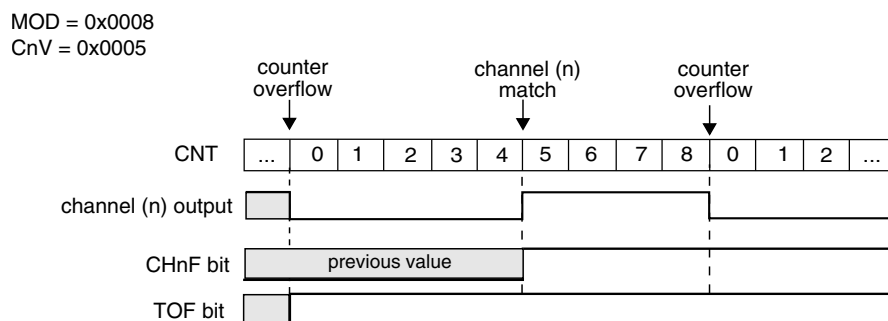 MOD = 0x0008
CnV = 0x0005
counter overflow
channel (n) match
counter overflow
CNT ... 0 1 2 3 4 5 6 7 8 0 1 2 ...
channel (n) output
CHnF bit previous value
TOF bit